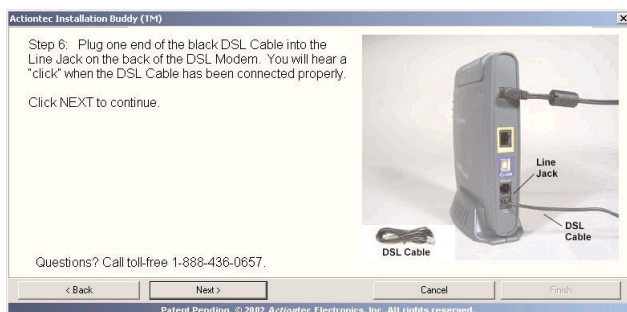 Actiontec Installation Buddy (TM)
Step 6: Plug one end of the black DSL Cable into the
Line Jack on the back of the DSL Modem. You will hear a
"click" when the DSL Cable has been connected properly.
Click NEXT to continue.
Line
Jack
DSL
Cable
DSL Cable
Questions? Call toll-free 1-888-436-0657.
< Back
Next >
Cancel
Finish
Patent Pending. © 2002 Actiontec Electronics, Inc. All rights reserved.